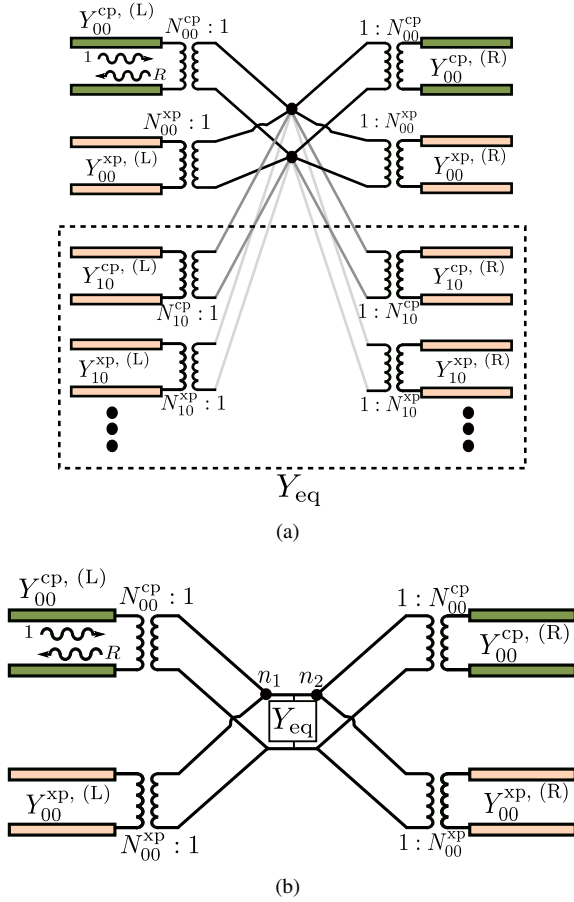 Y_{00}^{cp, (L)} N_{00}^{cp} : 1 1 : N_{00}^{cp}
1
R
Y_{00}^{cp, (R)}
N_{00}^{xp} : 1 1 : N_{00}^{xp}
Y_{00}^{xp, (L)} Y_{00}^{xp, (R)}
Y_{10}^{cp, (L)} Y_{10}^{cp, (R)}
N_{10}^{cp} : 1 1 : N_{10}^{cp}
Y_{10}^{xp, (L)} Y_{10}^{xp, (R)}
N_{10}^{xp} : 1 1 : N_{10}^{xp}
Y_{eq}
(a)
Y_{00}^{cp, (L)} N_{00}^{cp} : 1 1 : N_{00}^{cp}
1
R
Y_{00}^{cp, (R)}
n_1 n_2
Y_{eq}
Y_{00}^{xp, (L)} Y_{00}^{xp, (R)}
N_{00}^{xp} : 1 1 : N_{00}^{xp}
(b)